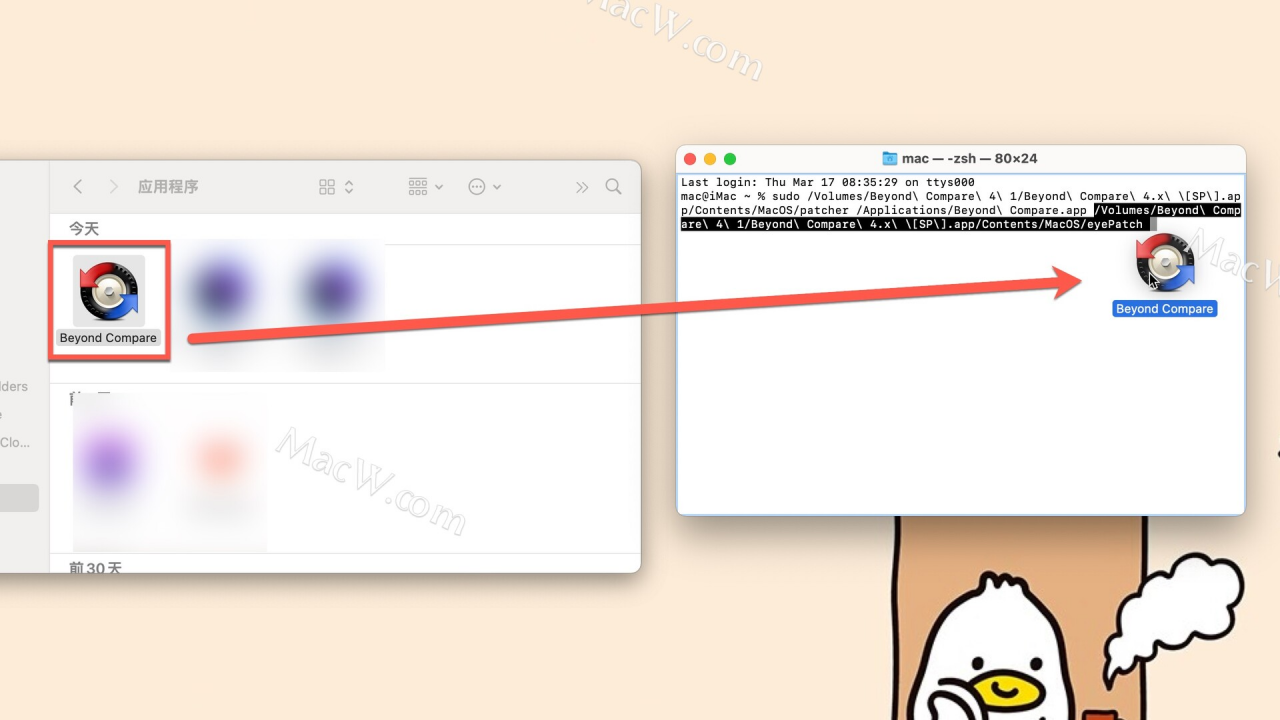 MacW.com
mac — -zsh — 80×24
应用程序
Last login: Thu Mar 17 08:35:29 on ttys000
mac@iMac ~ % sudo /Volumes/Beyond\ Compare\ 4\ 1/Beyond\ Compare\ 4.x\ \[SP\].ap
p/Contents/MacOS/patcher /Applications/Beyond\ Compare.app /Volumes/Beyond\ Comp
are\ 4\ 1/Beyond\ Compare\ 4.x\ \[SP\].app/Contents/MacOS/eyePatch
今天
MacW
Beyond Compare
Beyond Compare
lders
e
Clo...
MacW.com
前30天